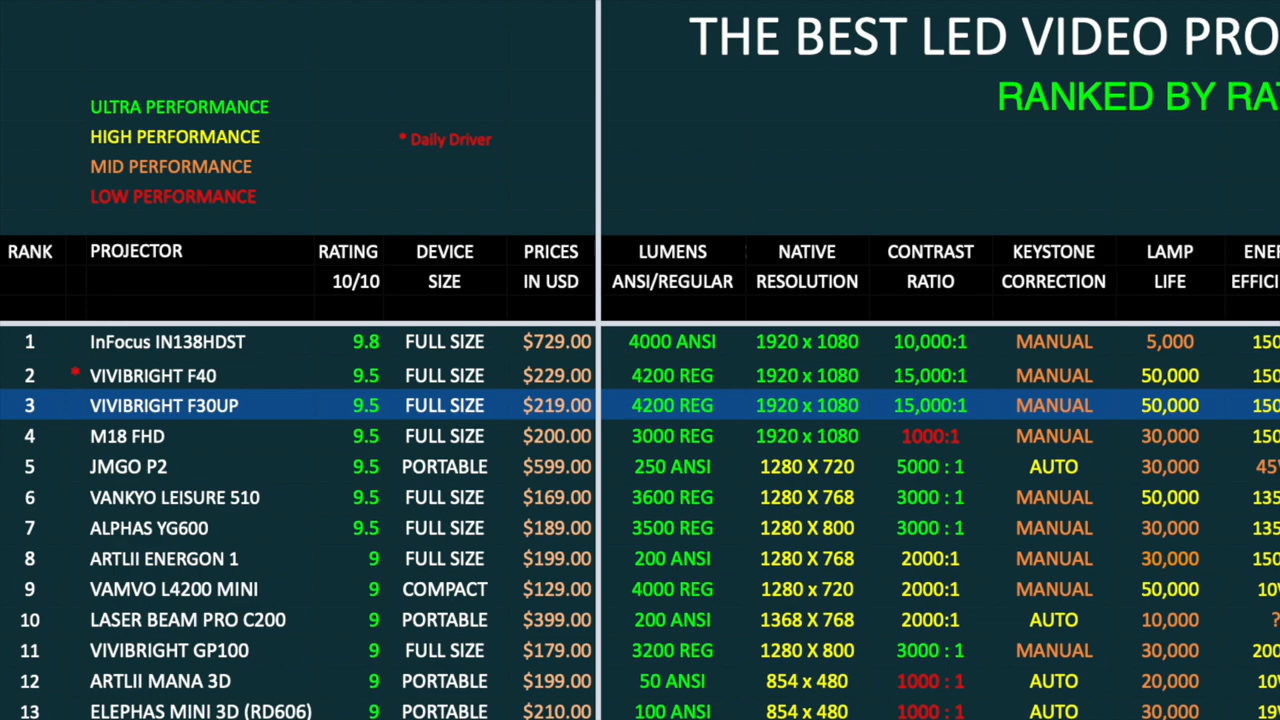 THE BEST LED VIDEO PRO
RANKED BY RA
ULTRA PERFORMANCE
HIGH PERFORMANCE
* Daily Driver
MID PERFORMANCE
LOW PERFORMANCE
RANK PROJECTOR RATING DEVICE PRICES LUMENS NATIVE CONTRAST KEYSTONE LAMP ENER
10/10 SIZE IN USD ANSI/REGULAR RESOLUTION RATIO CORRECTION LIFE EFFICI
1 InFocus IN138HDST 9.8 FULL SIZE $729.00 4000 ANSI 1920 x 1080 10,000:1 MANUAL 5,000 150
2 * VIVIBRIGHT F40 9.5 FULL SIZE $229.00 4200 REG 1920 x 1080 15,000:1 MANUAL 50,000 150
3 VIVIBRIGHT F30UP 9.5 FULL SIZE $219.00 4200 REG 1920 x 1080 15,000:1 MANUAL 50,000 150
4 M18 FHD 9.5 FULL SIZE $200.00 3000 REG 1920 x 1080 1000:1 MANUAL 30,000 150
5 JMGO P2 9.5 PORTABLE $599.00 250 ANSI 1280 X 720 5000 : 1 AUTO 30,000 45
6 VANKYO LEISURE 510 9.5 FULL SIZE $169.00 3600 REG 1280 X 768 3000 : 1 MANUAL 50,000 135
7 ALPHAS YG600 9.5 FULL SIZE $189.00 3500 REG 1280 X 800 3000 : 1 MANUAL 30,000 135
8 ARTLII ENERGON 1 9 FULL SIZE $199.00 200 ANSI 1280 X 768 2000:1 MANUAL 30,000 150
9 VAMVO L4200 MINI 9 COMPACT $129.00 4000 REG 1280 x 720 2000:1 MANUAL 50,000 10
10 LASER BEAM PRO C200 9 PORTABLE $399.00 200 ANSI 1368 X 768 2000:1 AUTO 10,000 ?
11 VIVIBRIGHT GP100 9 FULL SIZE $179.00 3200 REG 1280 X 800 3000 : 1 MANUAL 30,000 200
12 ARTLII MANA 3D 9 PORTABLE $199.00 50 ANSI 854 x 480 1000 : 1 AUTO 20,000 10
13 ELEPHAS MINI 3D (RD606) 9 PORTABLE $210.00 100 ANSI 854 x 480 1000 : 1 AUTO 30,000 19